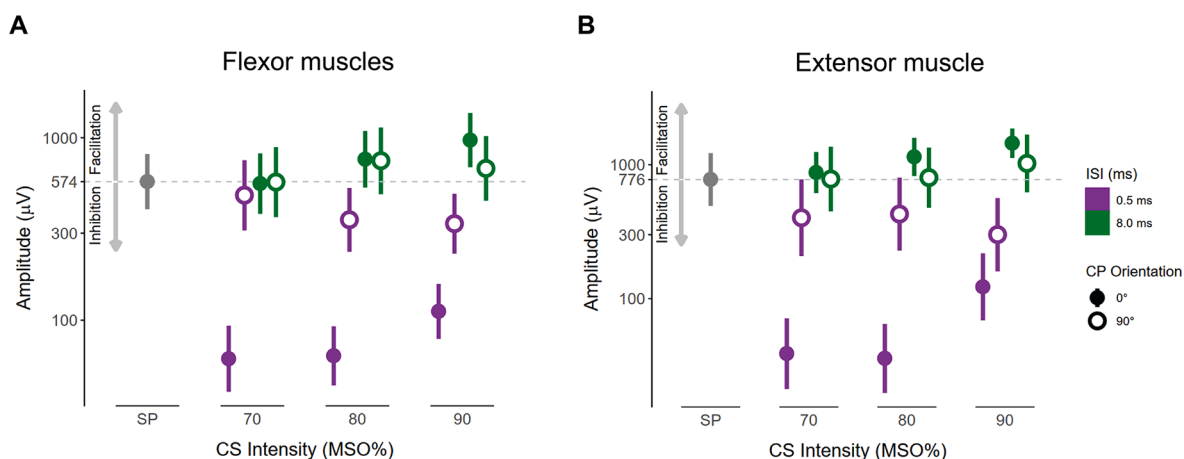 A
Flexor muscles
Amplitude (μV)
1000
574
300
100
Facilitation
Inhibition
SP
70
80
90
CS Intensity (MSO%)
B
Extensor muscle
Amplitude (μV)
1000
776
300
100
Facilitation
Inhibition
SP
70
80
90
CS Intensity (MSO%)
ISI (ms)
0.5 ms
8.0 ms
CP Orientation
0°
90°